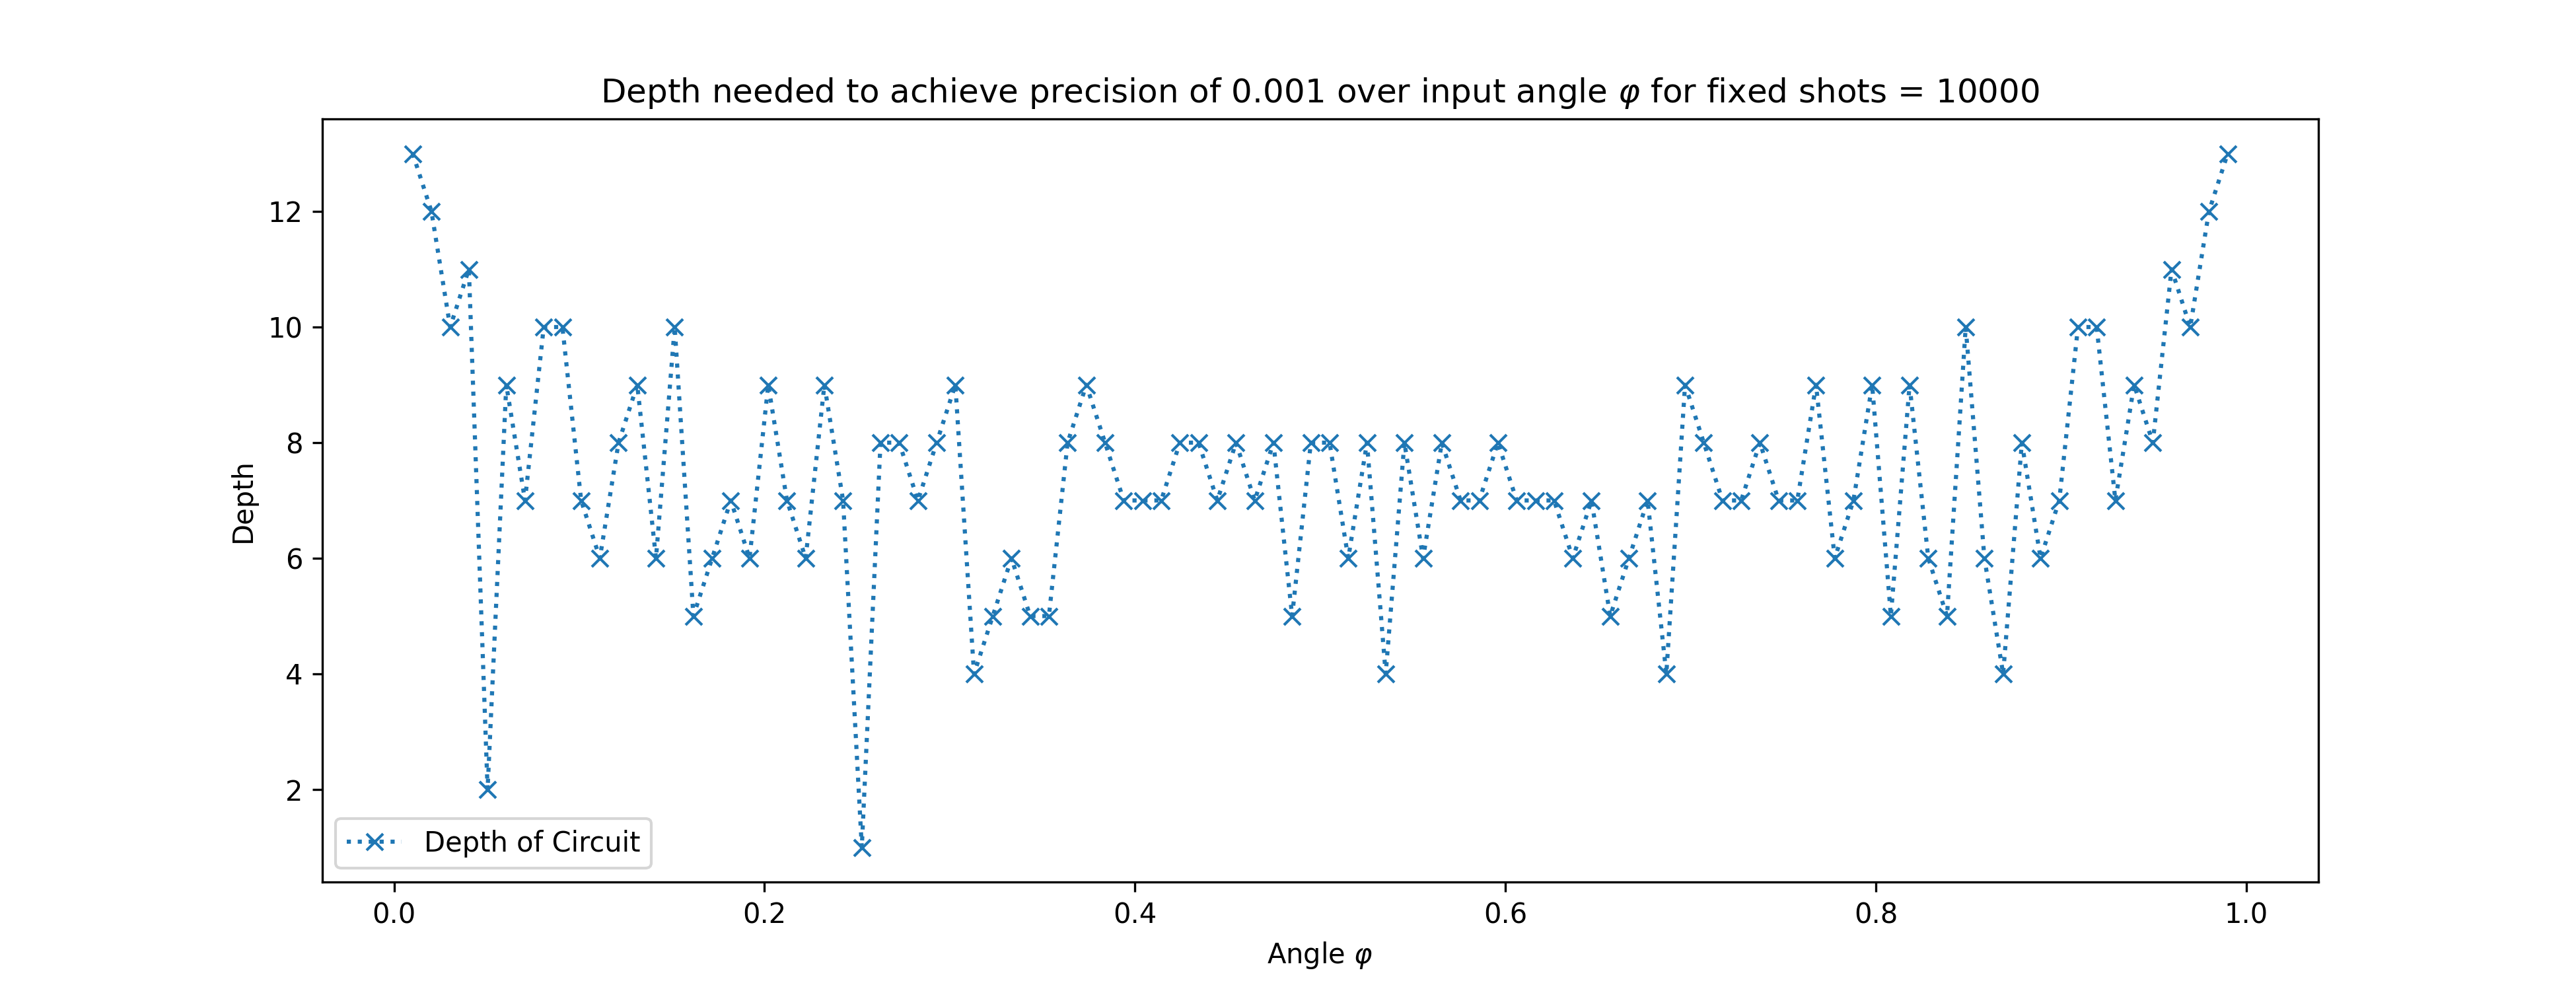 Depth needed to achieve precision of 0.001 over input angle φ for fixed shots = 10000
12
10
8
6
4
2
Depth
Depth of Circuit
0.0 0.2 0.4 0.6 0.8 1.0
Angle φ